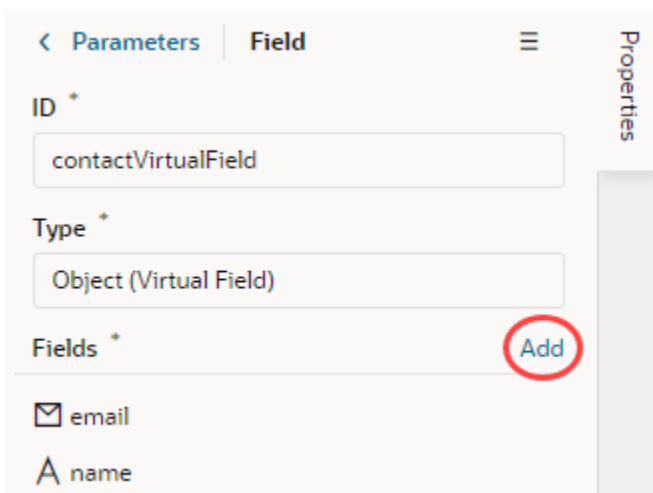 Parameters Field
Properties
ID *
contactVirtualField
Type *
Object (Virtual Field)
Fields * Add
email
name